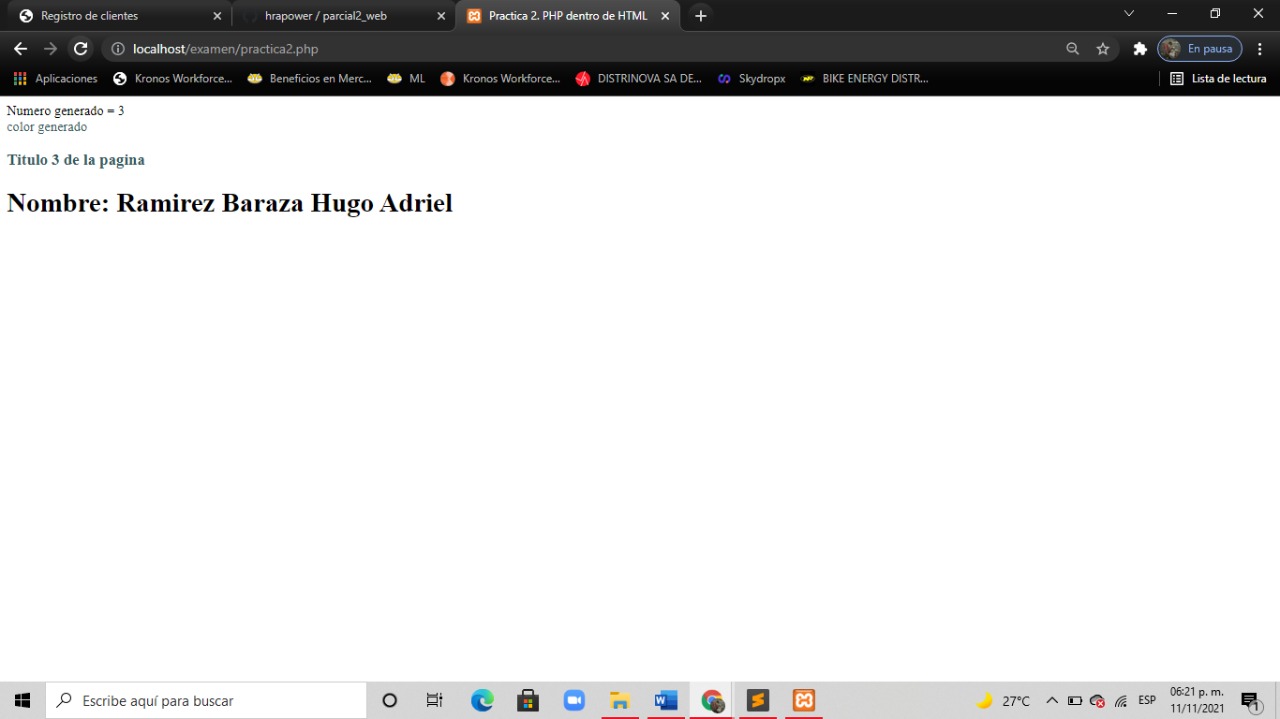 Registro de clientes
hrapower / parcial2_web
Practica 2. PHP dentro de HTML
localhost/examen/practica2.php
En pausa
Aplicaciones
Kronos Workforce...
Beneficios en Merc...
ML
Kronos Workforce...
DISTRINOVA SA DE...
Skydropx
BIKE ENERGY DISTR...
Lista de lectura
Numero generado = 3
color generado
Titulo 3 de la pagina
Nombre: Ramirez Baraza Hugo Adriel
Escribe aquí para buscar
27°C
ESP
06:21 p. m.
11/11/2021
1